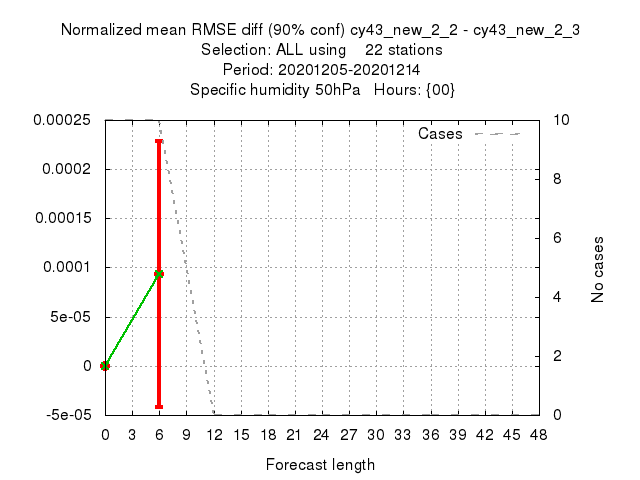 Normalized mean RMSE diff (90% conf) cy43_new_2_2 - cy43_new_2_3
Selection: ALL using    22 stations
Period: 20201205-20201214
Specific humidity 50hPa   Hours: {00}
Cases
0.00025
0.0002
0.00015
0.0001
5e-05
0
-5e-05
10
8
6
4
2
0
No cases
0 3 6 9 12 15 18 21 24 27 30 33 36 39 42 45 48
Forecast length